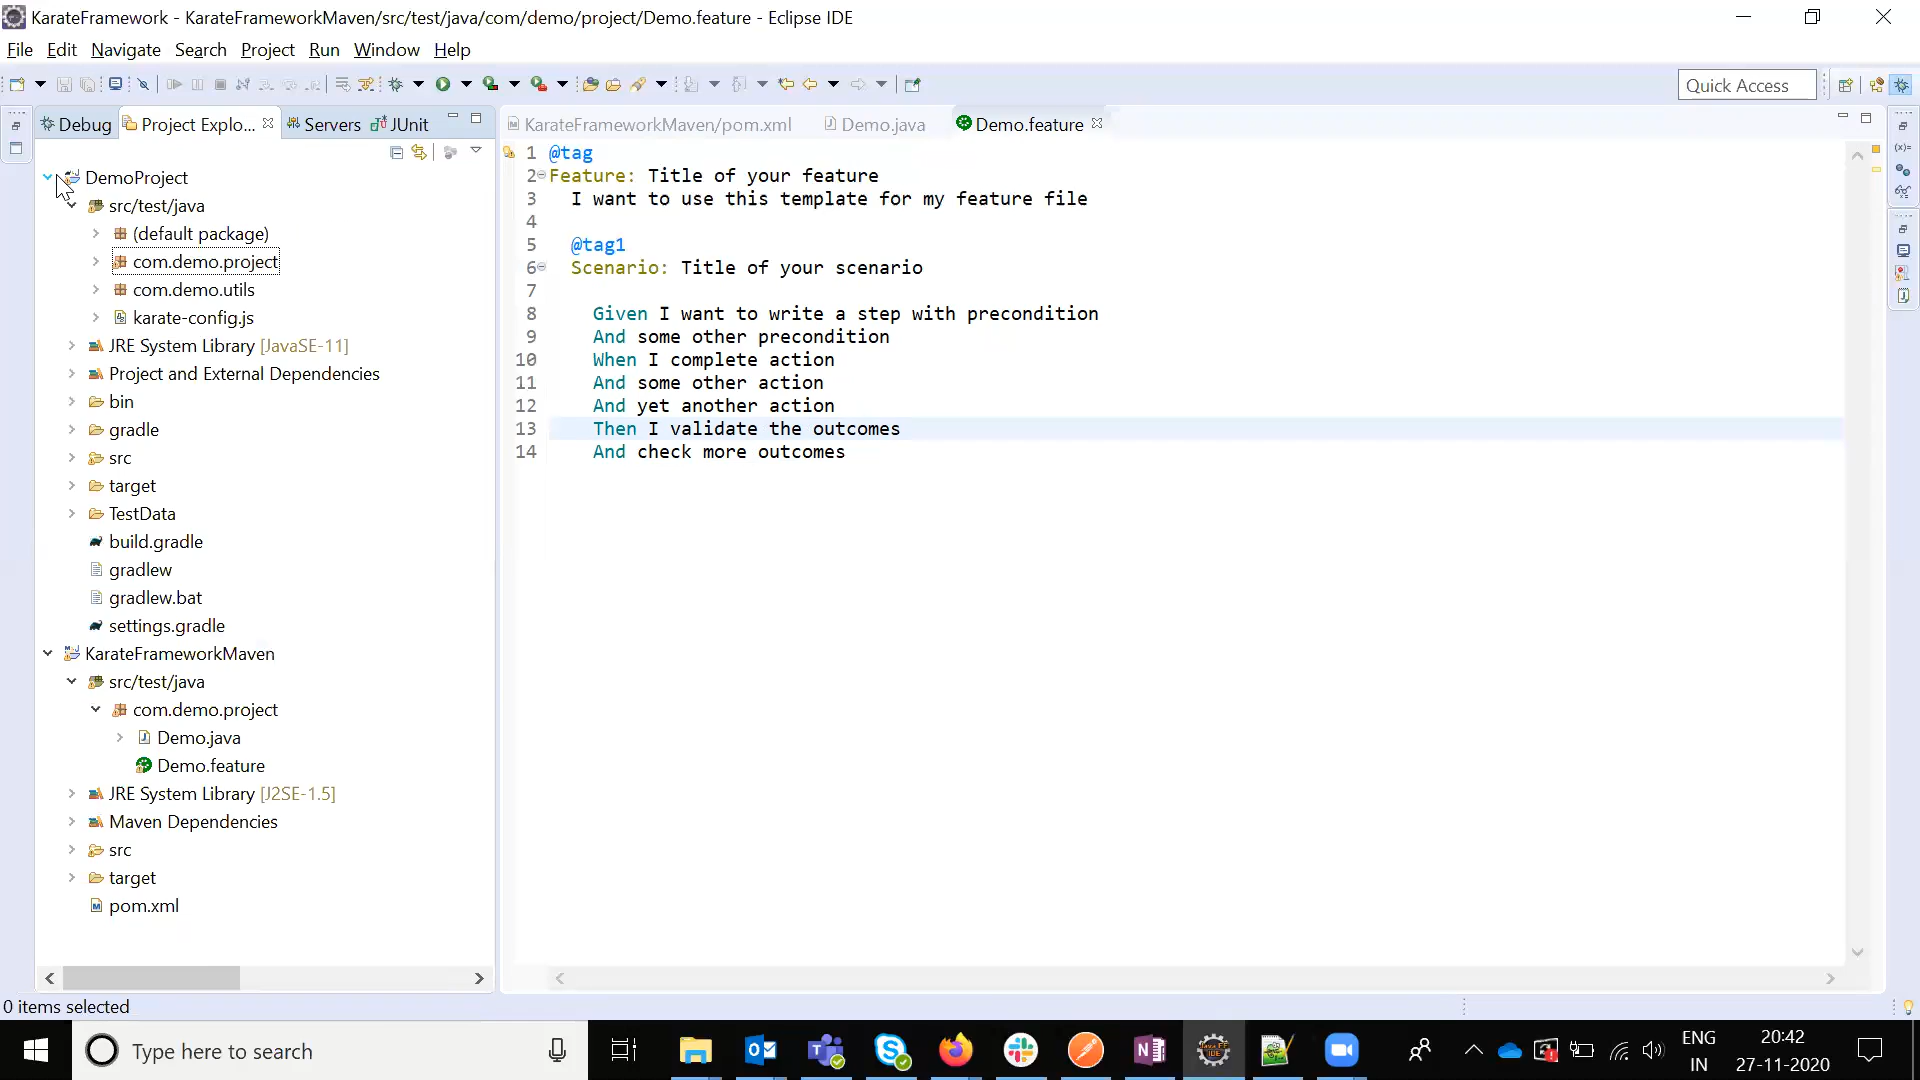 KarateFramework - KarateFrameworkMaven/src/test/java/com/demo/project/Demo.feature - Eclipse IDE
File Edit Navigate Search Project Run Window Help
Quick Access
Debug Project Explo... Servers JUnit
KarateFrameworkMaven/pom.xml Demo.java Demo.feature
DemoProject
src/test/java
(default package)
com.demo.project
com.demo.utils
karate-config.js
JRE System Library [JavaSE-11]
Project and External Dependencies
bin
gradle
src
target
TestData
build.gradle
gradlew
gradlew.bat
settings.gradle
KarateFrameworkMaven
src/test/java
com.demo.project
Demo.java
Demo.feature
JRE System Library [J2SE-1.5]
Maven Dependencies
src
target
pom.xml
1 @tag
2 Feature: Title of your feature
3 I want to use this template for my feature file
4
5 @tag1
6 Scenario: Title of your scenario
7
8 Given I want to write a step with precondition
9 And some other precondition
10 When I complete action
11 And some other action
12 And yet another action
13 Then I validate the outcomes
14 And check more outcomes
0 items selected
Type here to search
ENG
IN
20:42
27-11-2020